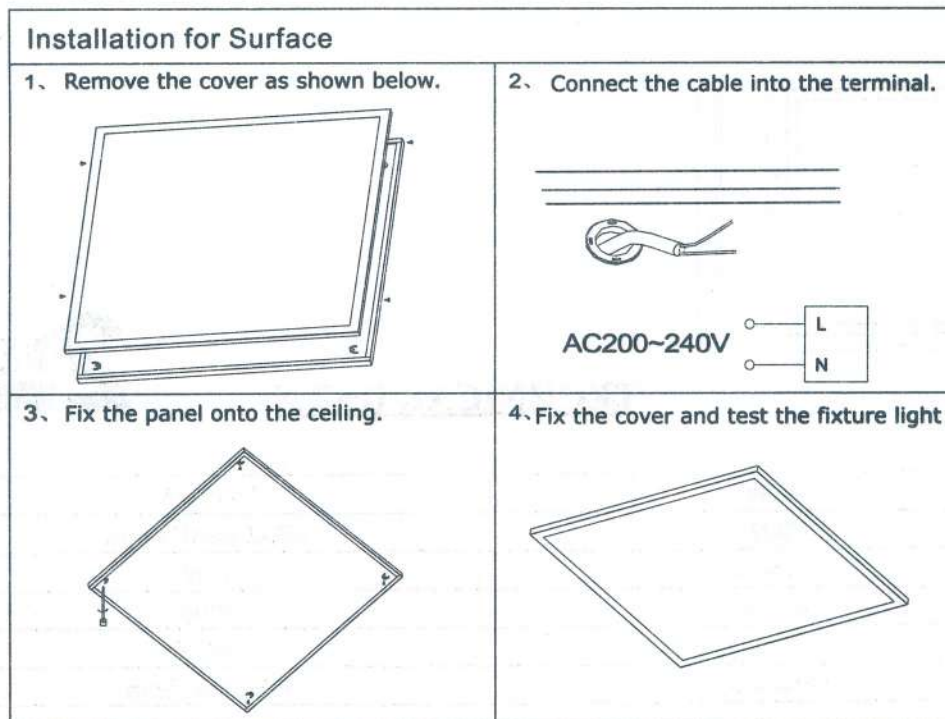 Installation for Surface
1、 Remove the cover as shown below.
2、 Connect the cable into the terminal.
AC200~240V
L
N
3、 Fix the panel onto the ceiling.
4、Fix the cover and test the fixture light